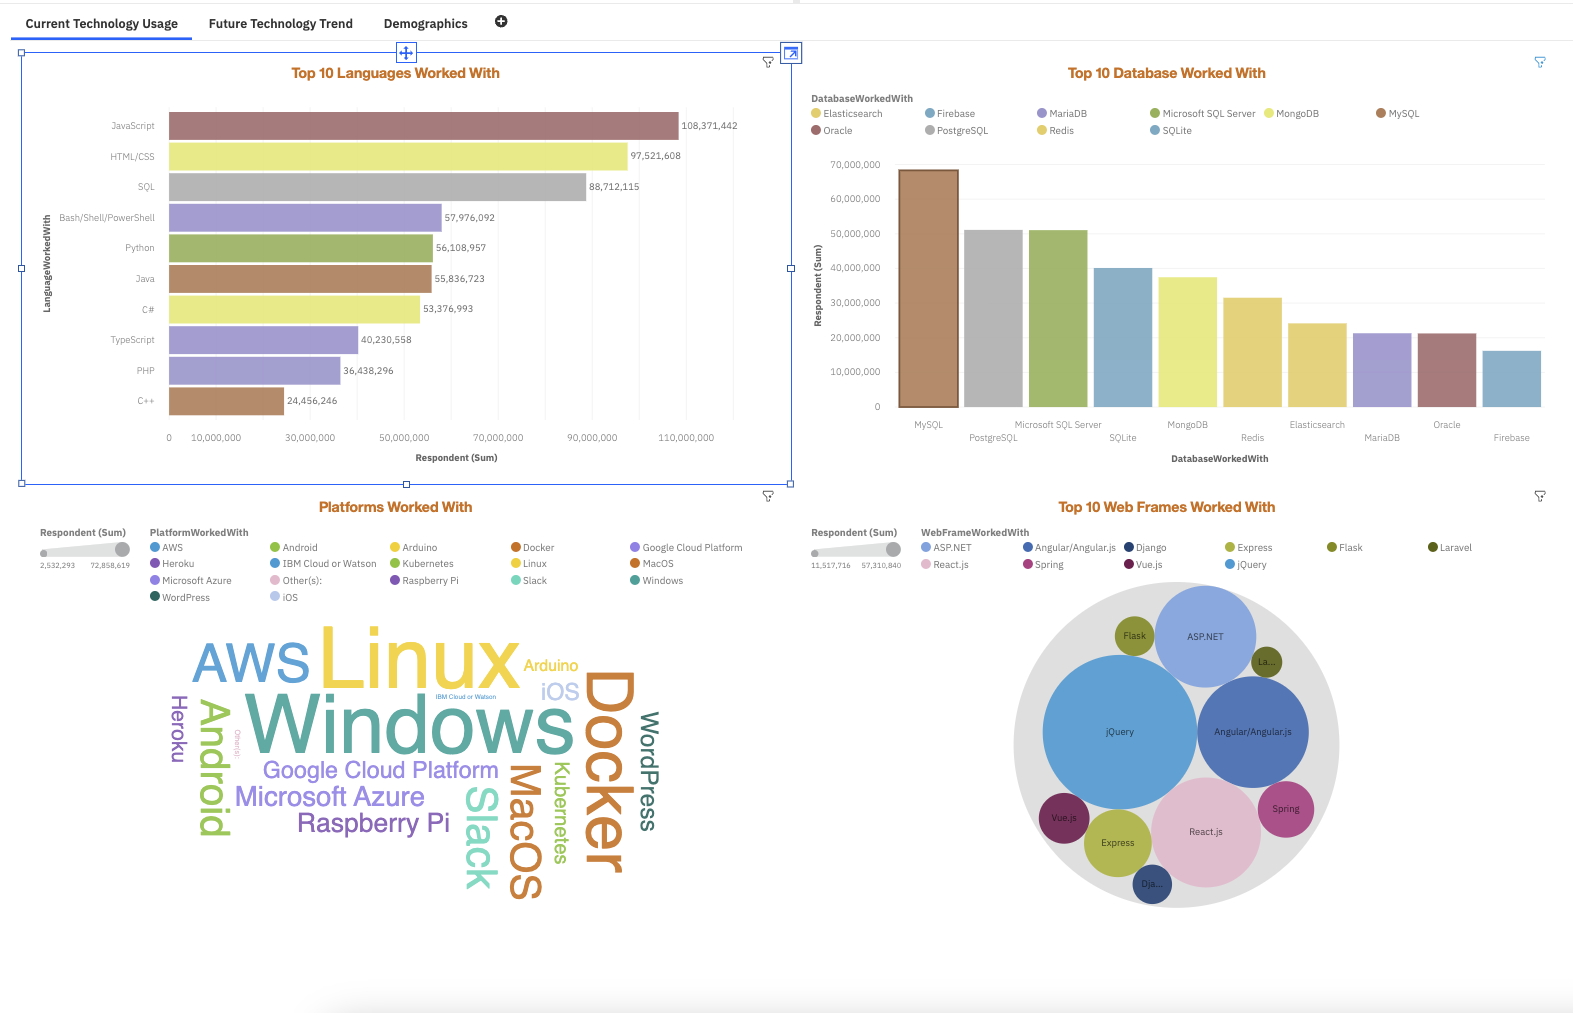 Current Technology Usage
Future Technology Trend
Demographics
Top 10 Languages Worked With
LanguageWorkedWith
JavaScript 108,371,442
HTML/CSS 97,521,608
SQL 88,712,115
Bash/Shell/PowerShell 57,976,092
Python 56,108,957
Java 55,836,723
C# 53,376,993
TypeScript 40,230,558
PHP 36,438,296
C++ 24,456,246
0 10,000,000 30,000,000 50,000,000 70,000,000 90,000,000 110,000,000
Respondent (Sum)
Top 10 Database Worked With
DatabaseWorkedWith
Elasticsearch Firebase MariaDB Microsoft SQL Server MongoDB MySQL
Oracle PostgreSQL Redis SQLite
Respondent (Sum)
70,000,000
60,000,000
50,000,000
40,000,000
30,000,000
20,000,000
10,000,000
0
MySQL Microsoft SQL Server MongoDB Elasticsearch Oracle
PostgreSQL SQLite Redis MariaDB Firebase
DatabaseWorkedWith
Platforms Worked With
Respondent (Sum)
2,532,293 72,858,619
PlatformWorkedWith
AWS Android Arduino Docker Google Cloud Platform
Heroku IBM Cloud or Watson Kubernetes Linux MacOS
Microsoft Azure Other(s): Raspberry Pi Slack Windows
WordPress iOS
AWS
Linux
Arduino
iOS
IBM Cloud or Watson
Heroku
Android
Other(s):
Windows
Docker
WordPress
Google Cloud Platform
Microsoft Azure
Raspberry Pi
Slack
MacOS
Kubernetes
Top 10 Web Frames Worked With
Respondent (Sum)
11,517,716 57,310,840
WebFrameWorkedWith
ASP.NET Angular/Angular.js Django Express Flask Laravel
React.js Spring Vue.js jQuery
Flask
ASP.NET
La...
jQuery
Angular/Angular.js
Spring
Vue.js
React.js
Express
Dja...